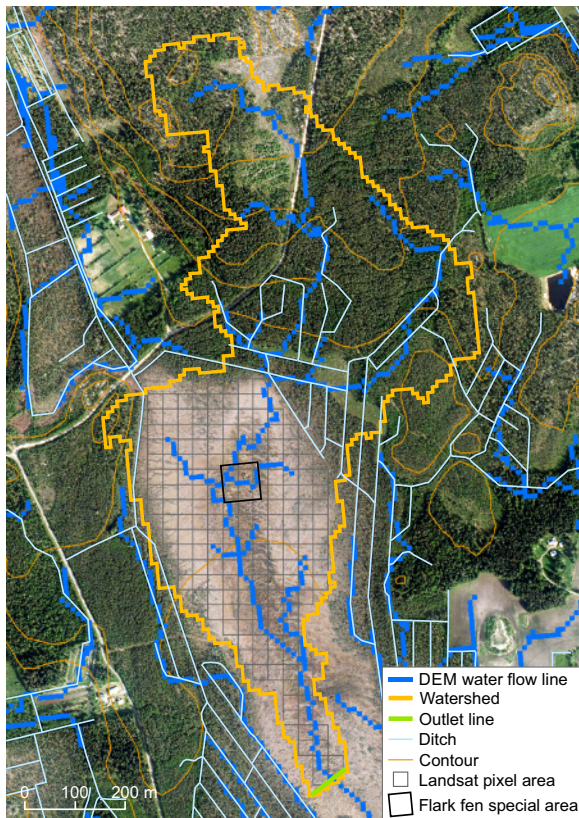 DEM water flow line
Watershed
Outlet line
Ditch
Contour
Landsat pixel area
Flark fen special area
0 100 200 m